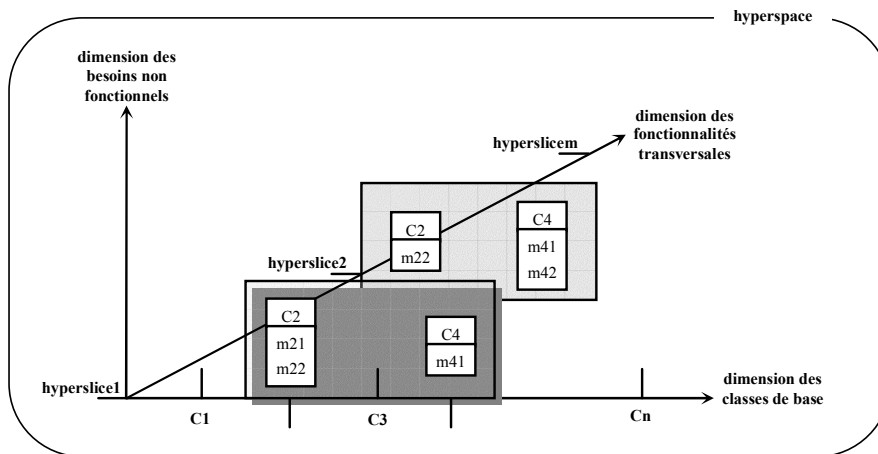 hyperspace
dimension des
besoins non
fonctionnels
dimension des
fonctionnalités
transversales
hyperslicem
C2
m22
C4
m41
m42
hyperslice2
C2
m21
m22
C4
m41
hyperslice1
C1
C3
Cn
dimension des
classes de base